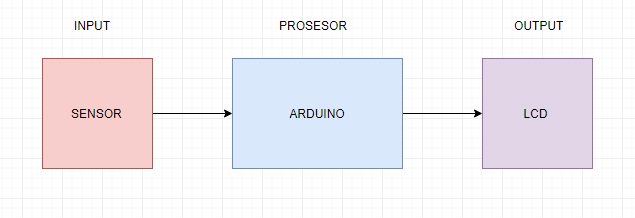 INPUT PROSESOR OUTPUT
SENSOR ARDUINO LCD